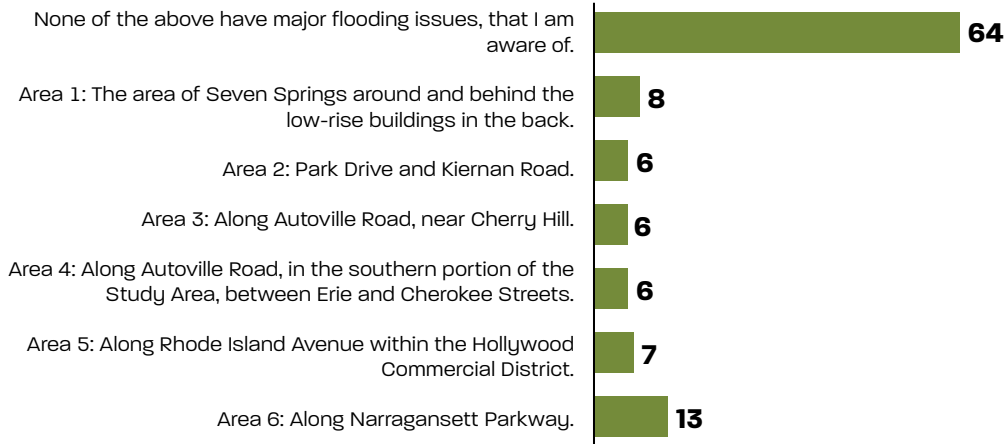 None of the above have major flooding issues, that I am
aware of.
64
Area 1: The area of Seven Springs around and behind the
low-rise buildings in the back.
8
Area 2: Park Drive and Kiernan Road.
6
Area 3: Along Autoville Road, near Cherry Hill.
6
Area 4: Along Autoville Road, in the southern portion of the
Study Area, between Erie and Cherokee Streets.
6
Area 5: Along Rhode Island Avenue within the Hollywood
Commercial District.
7
Area 6: Along Narragansett Parkway.
13